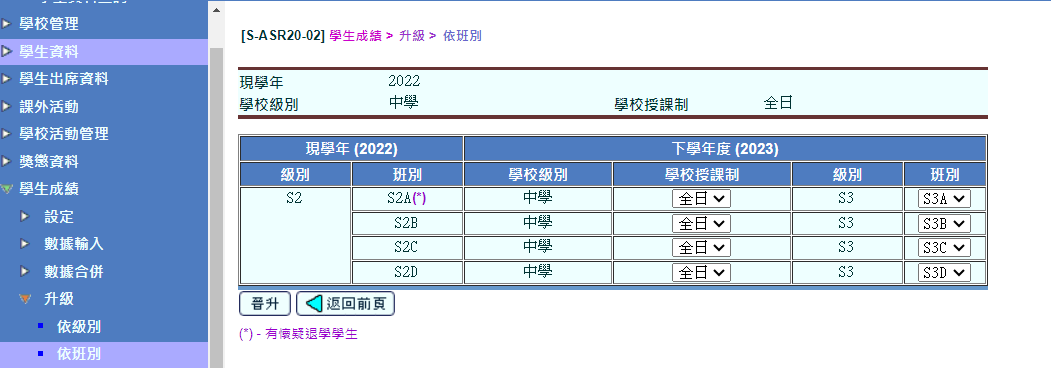 學校管理
學生資料
學生出席資料
課外活動
學校活動管理
獎懲資料
學生成績
設定
數據輸入
數據合併
升級
依級別
依班別
[S-ASR20-02] 學生成績 > 升級 > 依班別
現學年 2022
學校級別 中學 學校授課制 全日
現學年 (2022) 下學年度 (2023)
級別 班別 學校級別 學校授課制 級別 班別
S2 S2A(*) 中學 全日 S3 S3A
S2B 中學 全日 S3 S3B
S2C 中學 全日 S3 S3C
S2D 中學 全日 S3 S3D
晉升 返回前頁
(*) - 有懷疑退學學生